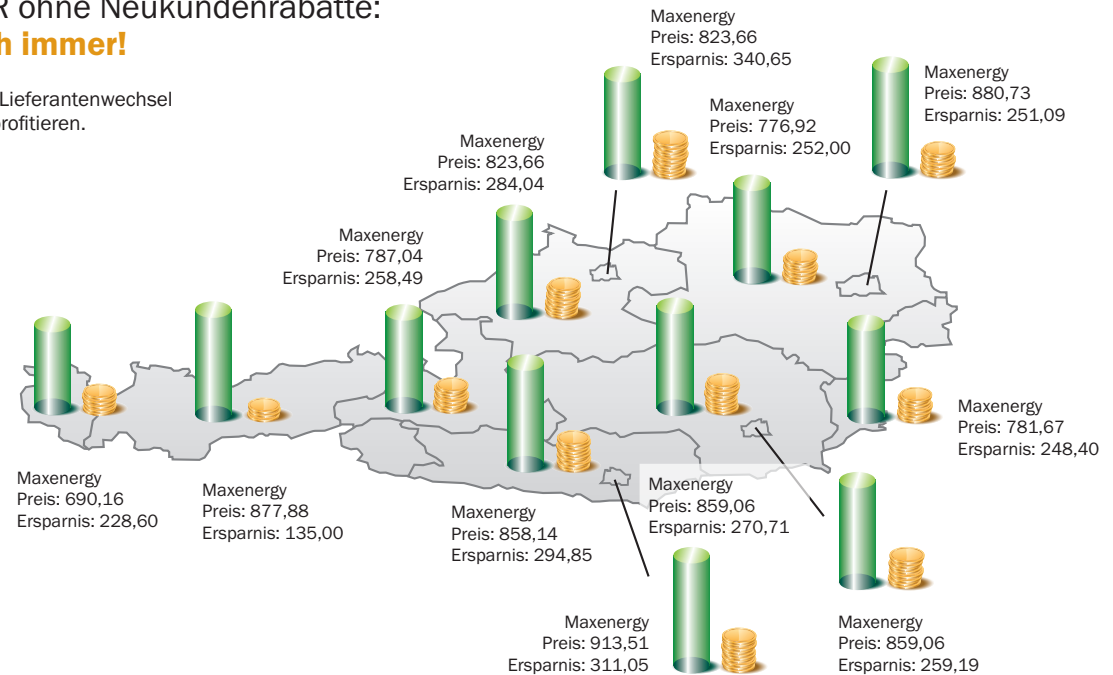 R ohne Neukundenrabatte:
h immer!
Lieferantenwechsel
profitieren.
Maxenergy
Preis: 823,66
Ersparnis: 340,65
Maxenergy
Preis: 880,73
Ersparnis: 251,09
Maxenergy
Preis: 776,92
Ersparnis: 252,00
Maxenergy
Preis: 823,66
Ersparnis: 284,04
Maxenergy
Preis: 787,04
Ersparnis: 258,49
Maxenergy
Preis: 781,67
Ersparnis: 248,40
Maxenergy
Preis: 690,16
Ersparnis: 228,60
Maxenergy
Preis: 877,88
Ersparnis: 135,00
Maxenergy
Preis: 858,14
Ersparnis: 294,85
Maxenergy
Preis: 859,06
Ersparnis: 270,71
Maxenergy
Preis: 913,51
Ersparnis: 311,05
Maxenergy
Preis: 859,06
Ersparnis: 259,19